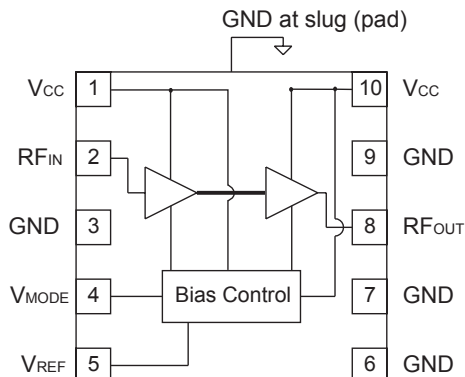 GND at slug (pad)
VCC 1 10 VCC
RFIN 2 9 GND
GND 3 8 RFOUT
VMODE 4 Bias Control 7 GND
VREF 5 6 GND